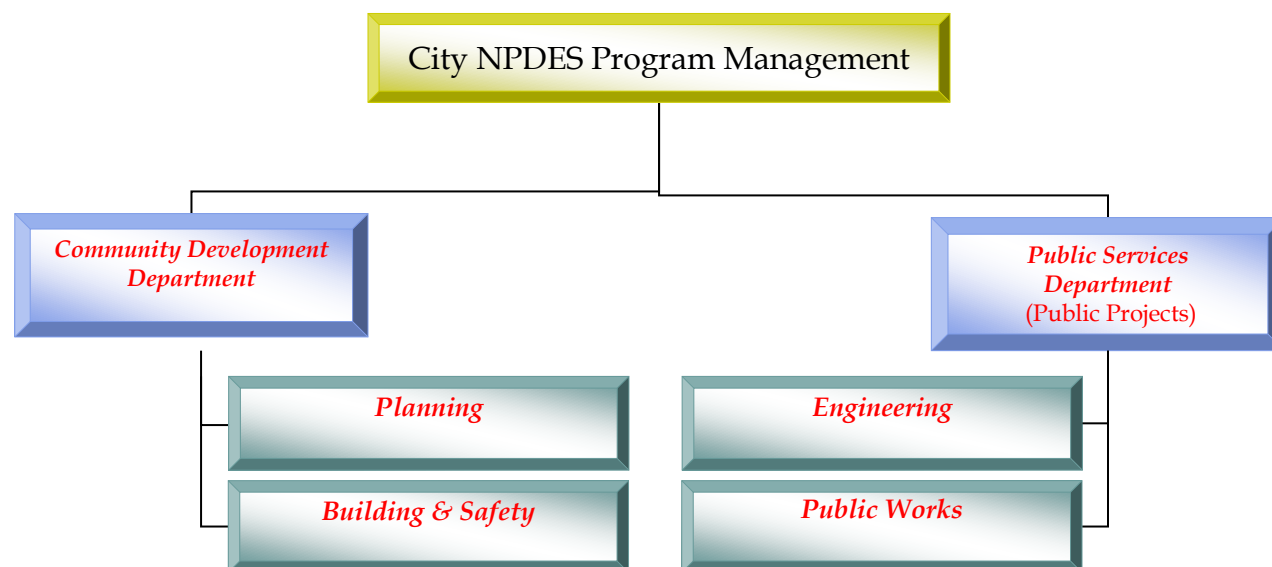 City NPDES Program Management
Community Development
Department
Public Services
Department
(Public Projects)
Planning
Engineering
Building & Safety
Public Works